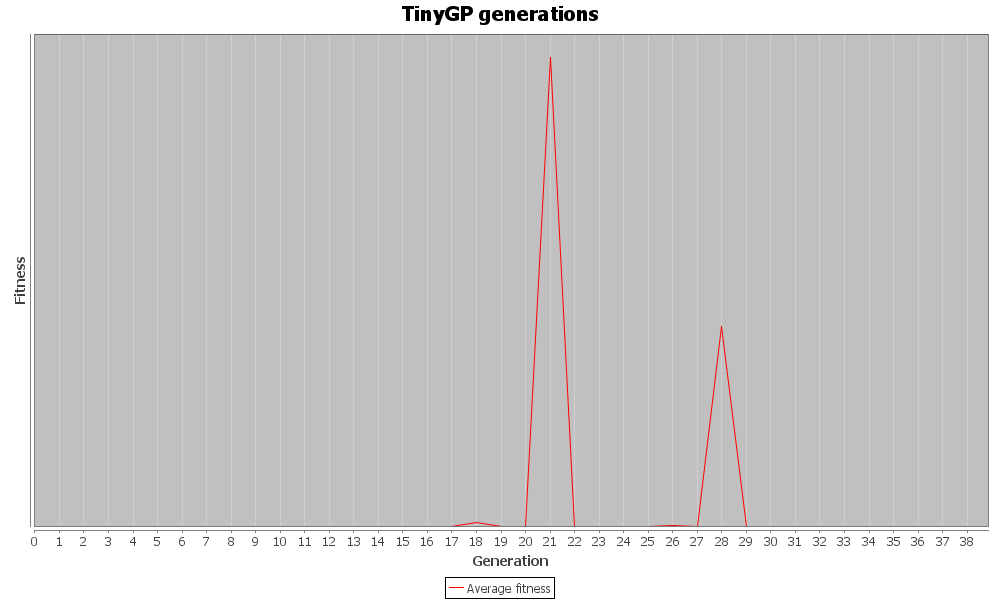 TinyGP generations
Fitness
0 1 2 3 4 5 6 7 8 9 10 11 12 13 14 15 16 17 18 19 20 21 22 23 24 25 26 27 28 29 30 31 32 33 34 35 36 37 38
Generation
Average fitness